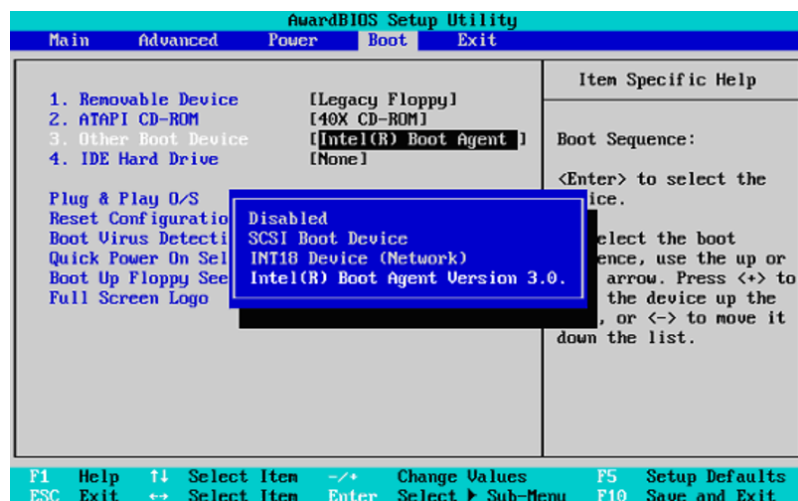 AwardBIOS Setup Utility
Main Advanced Power Boot Exit
1. Removable Device [Legacy Floppy]
2. ATAPI CD-ROM [40X CD-ROM]
3. Other Boot Device [Intel(R) Boot Agent ]
4. IDE Hard Drive [None]
Plug & Play O/S
Reset Configuratio
Boot Virus Detecti
Quick Power On Sel
Boot Up Floppy See
Full Screen Logo
Disabled
SCSI Boot Device
INT18 Device (Network)
Intel(R) Boot Agent Version 3.0.
Item Specific Help
Boot Sequence:
<Enter> to select the
ice.
elect the boot
ence, use the up or
arrow. Press <+> to
the device up the
, or <-> to move it
down the list.
F1 Help ↑↓ Select Item -/+ Change Values F5 Setup Defaults
ESC Exit ↔ Select Item Enter Select ▶ Sub-Menu F10 Save and Exit